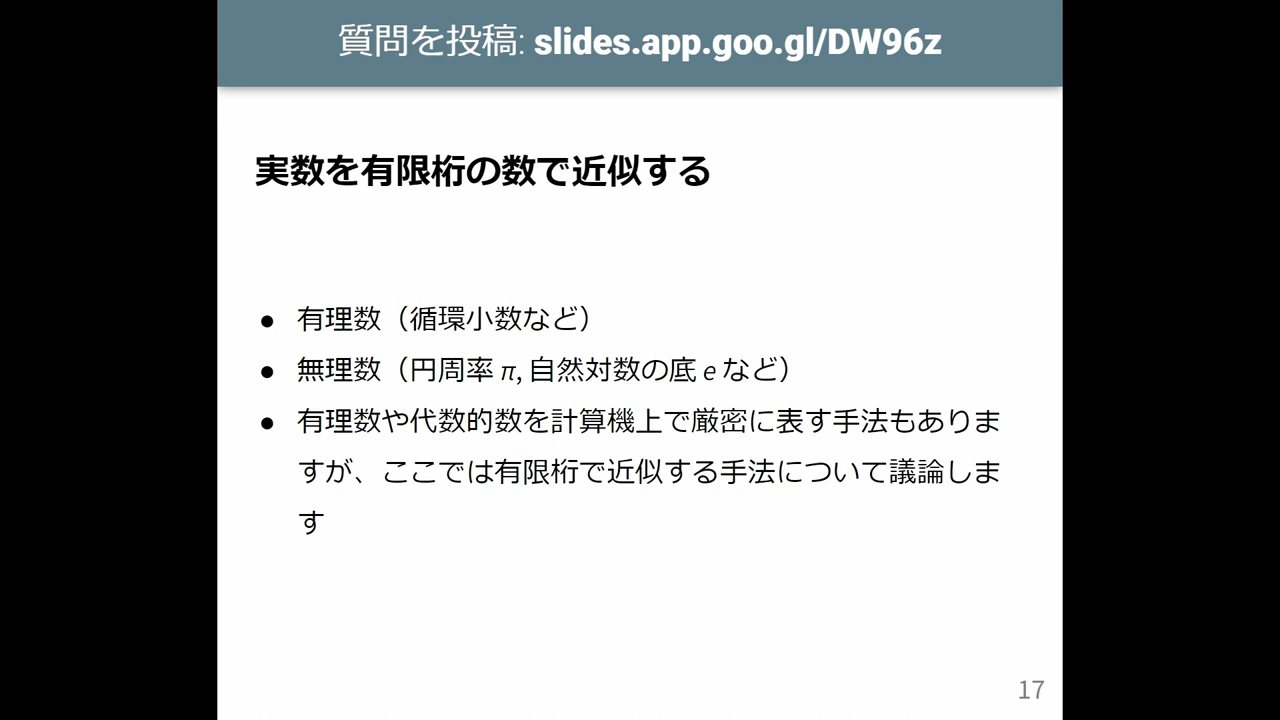 質問を投稿: slides.app.goo.gl/DW96z
実数を有限桁の数で近似する
● 有理数（循環小数など）
● 無理数（円周率 π, 自然対数の底 e など）
● 有理数や代数的数を計算機上で厳密に表す手法もありま
すが、ここでは有限桁で近似する手法について議論しま
す
17